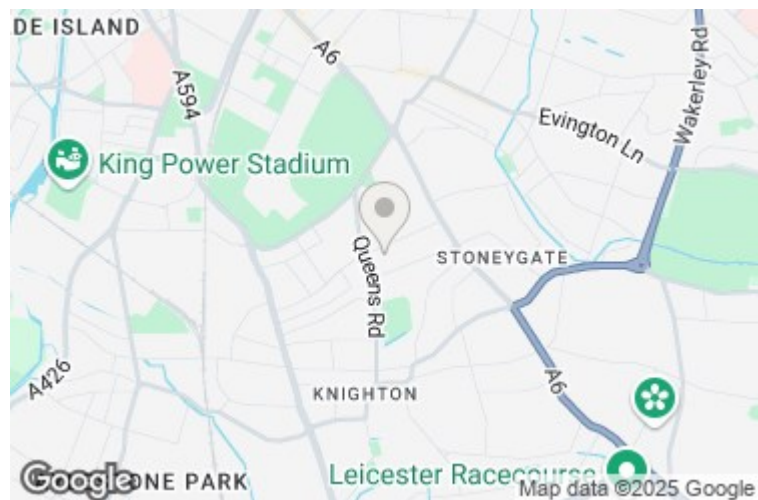 DE ISLAND
A6
A594
Wakerley Rd
Evington Ln
King Power Stadium
Queens Rd
STONEYGATE
A426
A6
KNIGHTON
Google
ONE PARK
Leicester Racecourse
Map data ©2025 Google